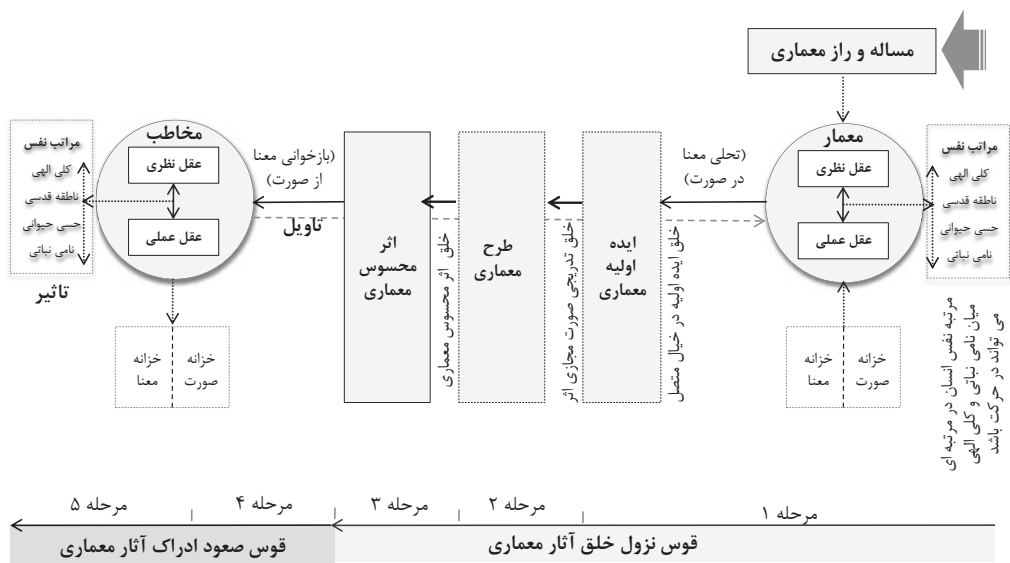 مساله و راز معماری
مراتب نفس
کلی الهی
ناطقه قدسی
حسی حیوانی
نامی نباتی
معمار
عقل نظری
عقل عملی
خزانه
صورت
خزانه
معنا
مرتبه نفس انسان در مرتبه ای
میان نامی نباتی و کلی الهی
می تواند در حرکت باشد
(تحلی معنا
در صورت)
خلق ایده اولیه در خیال متصل
ایده
اولیه
معماری
خلق تدریجی صورت مجازی اثر
طرح
معماری
خلق اثر محسوس معماری
اثر
محسوس
معماری
(بازخوانی معنا
از صورت)
تاویل
مخاطب
عقل نظری
عقل عملی
خزانه
صورت
خزانه
معنا
مراتب نفس
کلی الهی
ناطقه قدسی
حسی حیوانی
نامی نباتی
تاثیر
مرحله ۱
مرحله ۲
مرحله ۳
مرحله ۴
مرحله ۵
قوس نزول خلق آثار معماری
قوس صعود ادراک آثار معماری